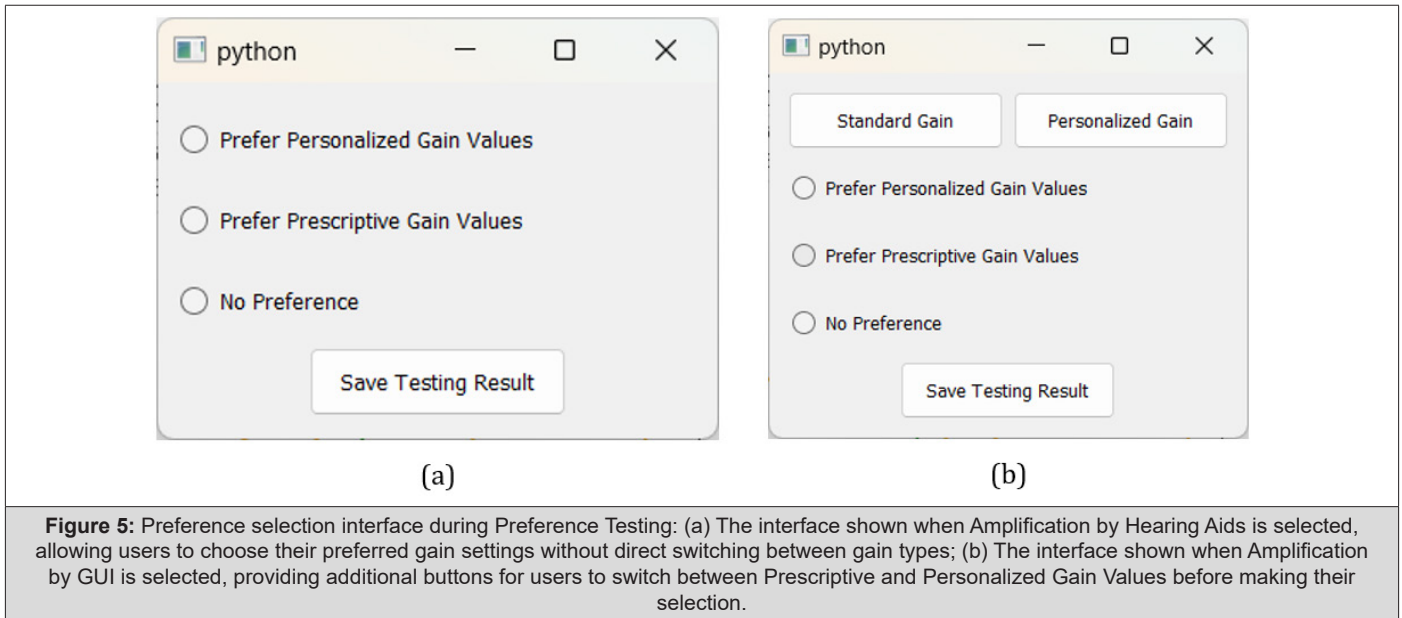 python
Prefer Personalized Gain Values
Prefer Prescriptive Gain Values
No Preference
Save Testing Result
(a)
python
Standard Gain
Personalized Gain
Prefer Personalized Gain Values
Prefer Prescriptive Gain Values
No Preference
Save Testing Result
(b)
Figure 5: Preference selection interface during Preference Testing: (a) The interface shown when Amplification by Hearing Aids is selected,
allowing users to choose their preferred gain settings without direct switching between gain types; (b) The interface shown when Amplification
by GUI is selected, providing additional buttons for users to switch between Prescriptive and Personalized Gain Values before making their
selection.